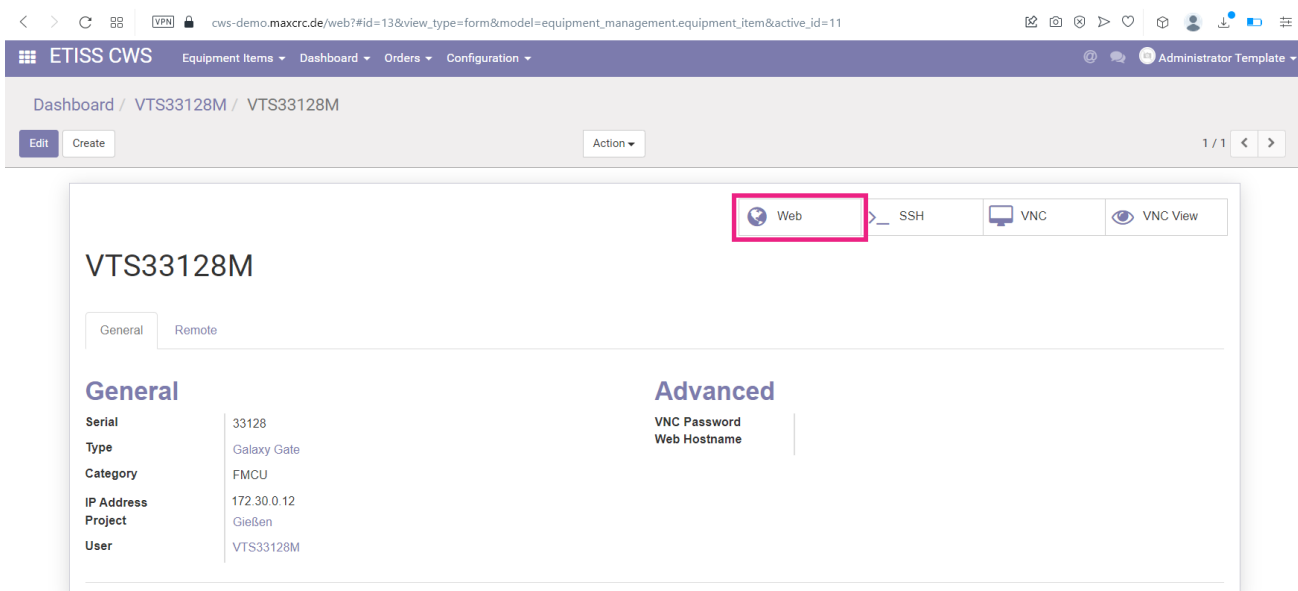 VPN cws-demo.maxcrc.de/web?#id=13&view_type=form&model=equipment_management.equipment_item&active_id=11
ETISS CWS Equipment Items Dashboard Orders Configuration @ Administrator Template
Dashboard / VTS33128M / VTS33128M
Edit Create Action 1 / 1
Web >_ SSH VNC VNC View
VTS33128M
General Remote
General Advanced
Serial 33128 VNC Password
Web Hostname
Type Galaxy Gate
Category FMCU
IP Address 172.30.0.12
Project Gießen
User VTS33128M